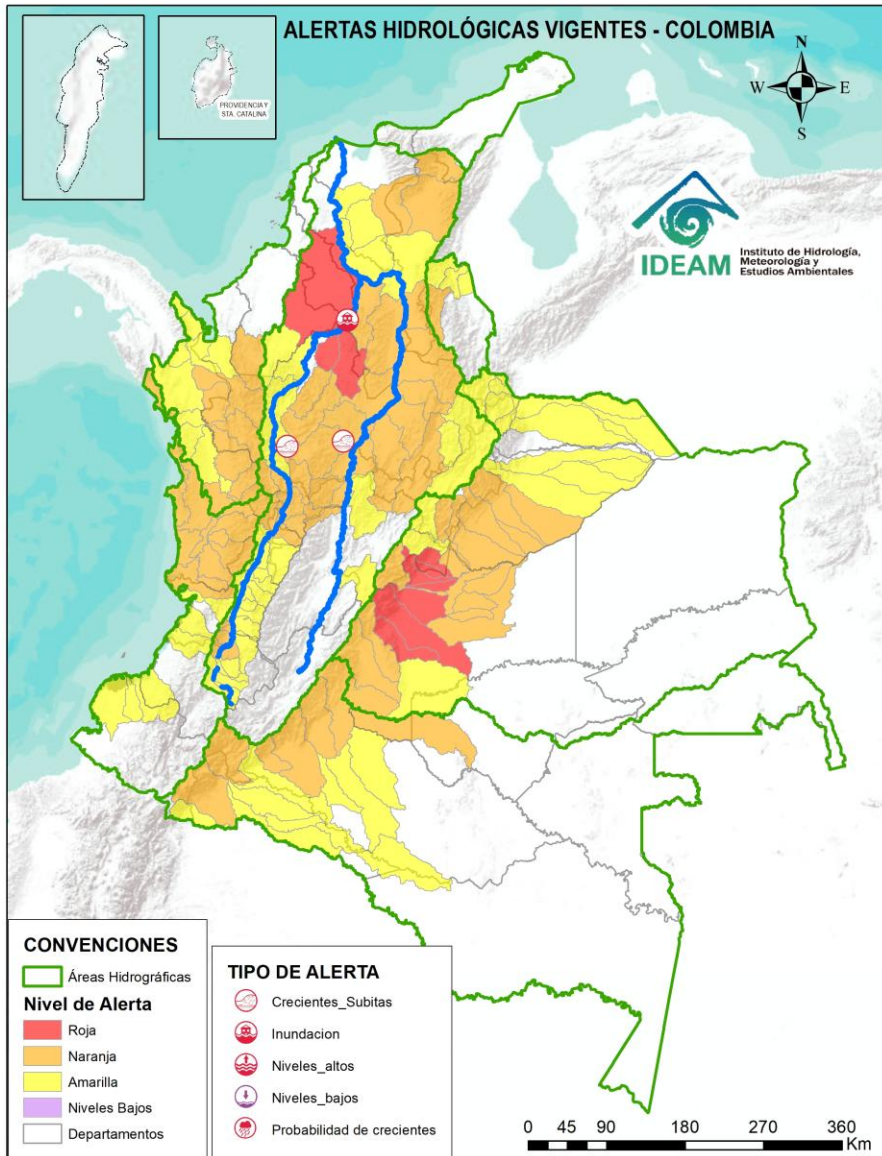 ALERTAS HIDROLÓGICAS VIGENTES - COLOMBIA
PROVIDENCIA Y
STA. CATALINA
N
W
E
S
IDEAM
Instituto de Hidrología,
Meteorología y
Estudios Ambientales
CONVENCIONES
Áreas Hidrográficas
Nivel de Alerta
Roja
Naranja
Amarilla
Niveles Bajos
Departamentos
TIPO DE ALERTA
Crecientes_Subitas
Inundacion
Niveles_altos
Niveles_bajos
Probabilidad de crecientes
0 45 90 180 270 360
Km